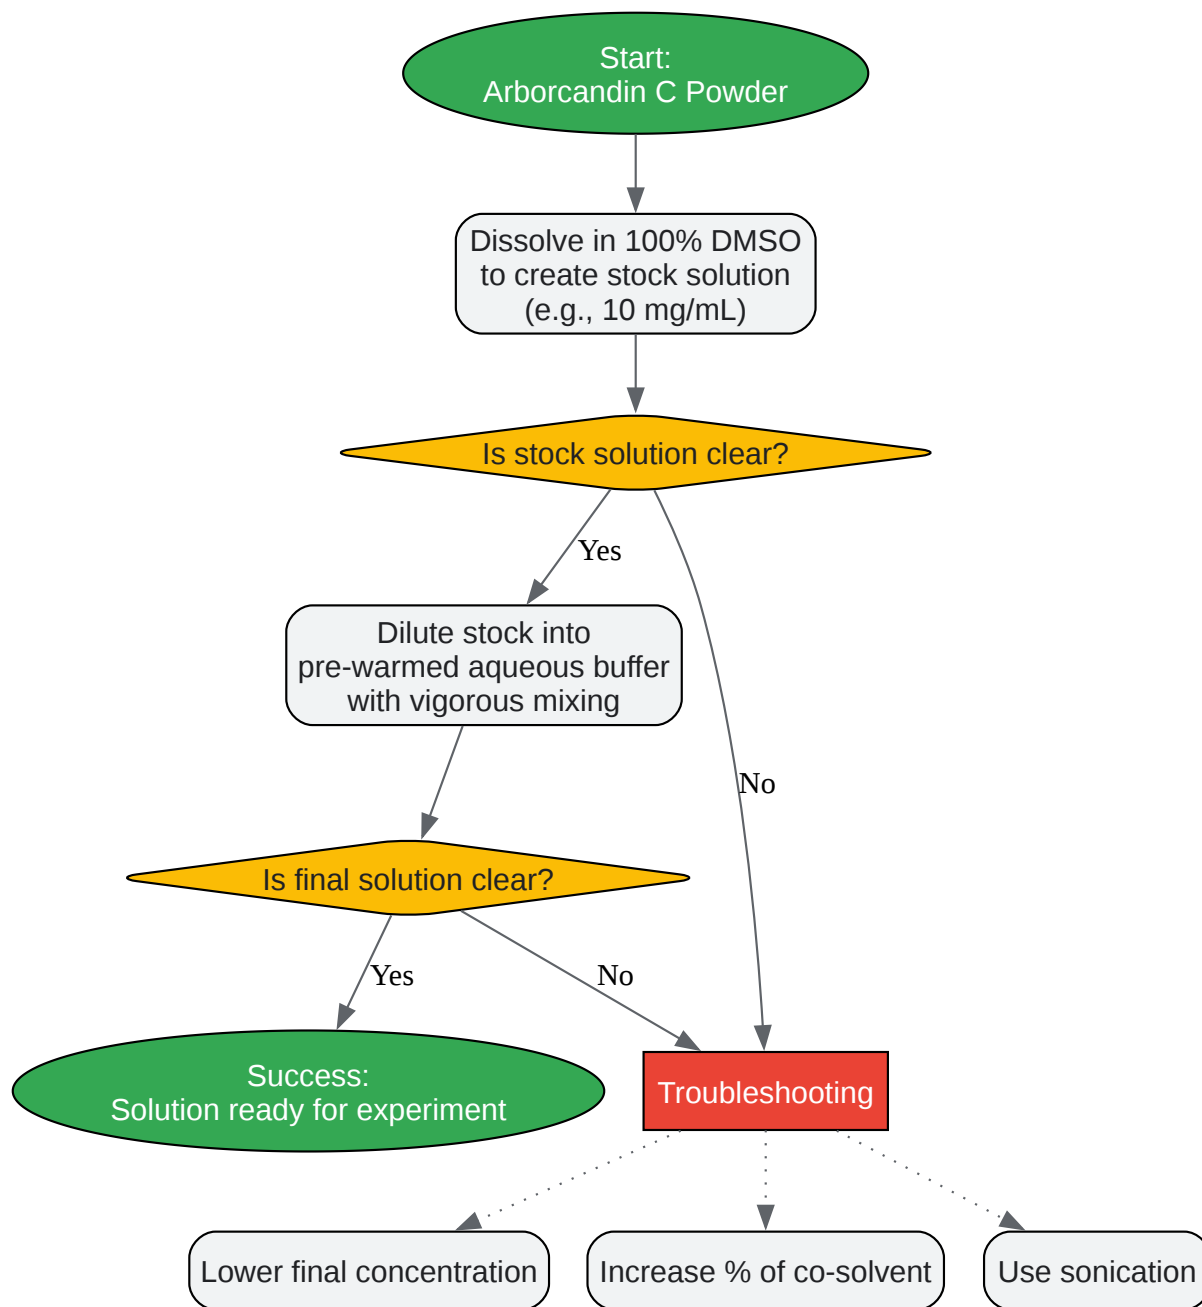 Start:
Arborcandin C Powder
Dissolve in 100% DMSO
to create stock solution
(e.g., 10 mg/mL)
Is stock solution clear?
Yes
Dilute stock into
pre-warmed aqueous buffer
with vigorous mixing
No
Is final solution clear?
Yes
No
Success:
Solution ready for experiment
Troubleshooting
Lower final concentration
Increase % of co-solvent
Use sonication